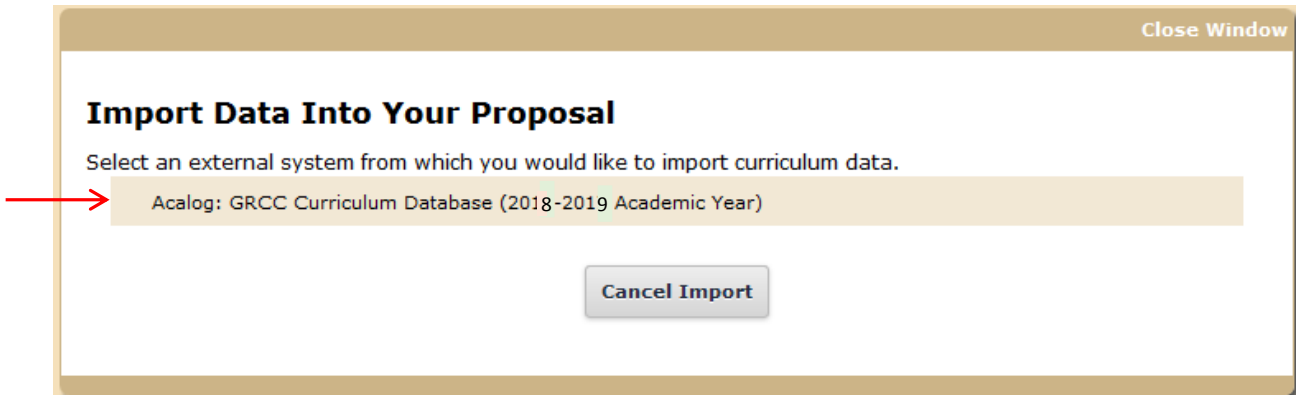 Close Window
Import Data Into Your Proposal
Select an external system from which you would like to import curriculum data.
Acalog: GRCC Curriculum Database (2018-2019 Academic Year)
Cancel Import